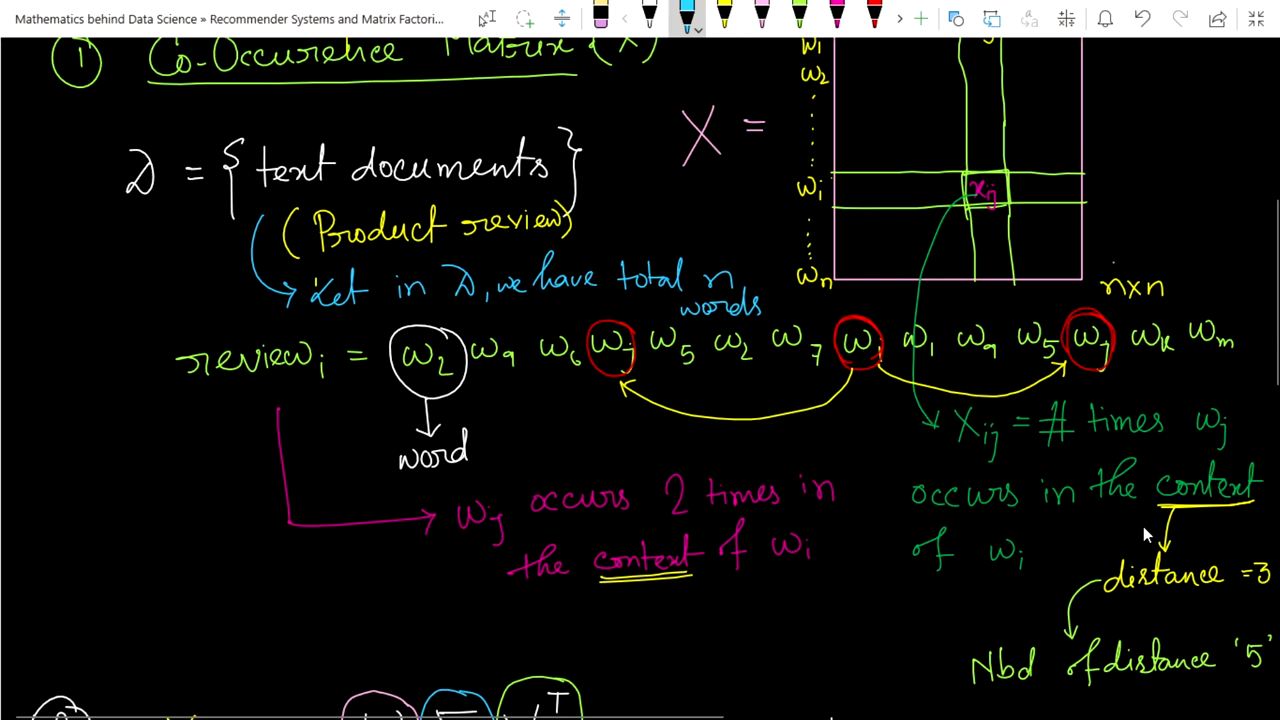 Mathematics behind Data Science » Recommender Systems and Matrix Factori...
① Co-Occurence Matrix (X)
w1
w2
X =
D = { text documents }
wi
xij
(Product review)
wn
Let in D, we have total n words
n×n
reviewi = w2 w9 w6 wj w5 w2 w7 wi w1 w9 w5 wj wk wm
Xij = # times wj
word
occurs in the context
wj occurs 2 times in
of wi
the context of wi
distance = 3
Nbd of distance '5'
T